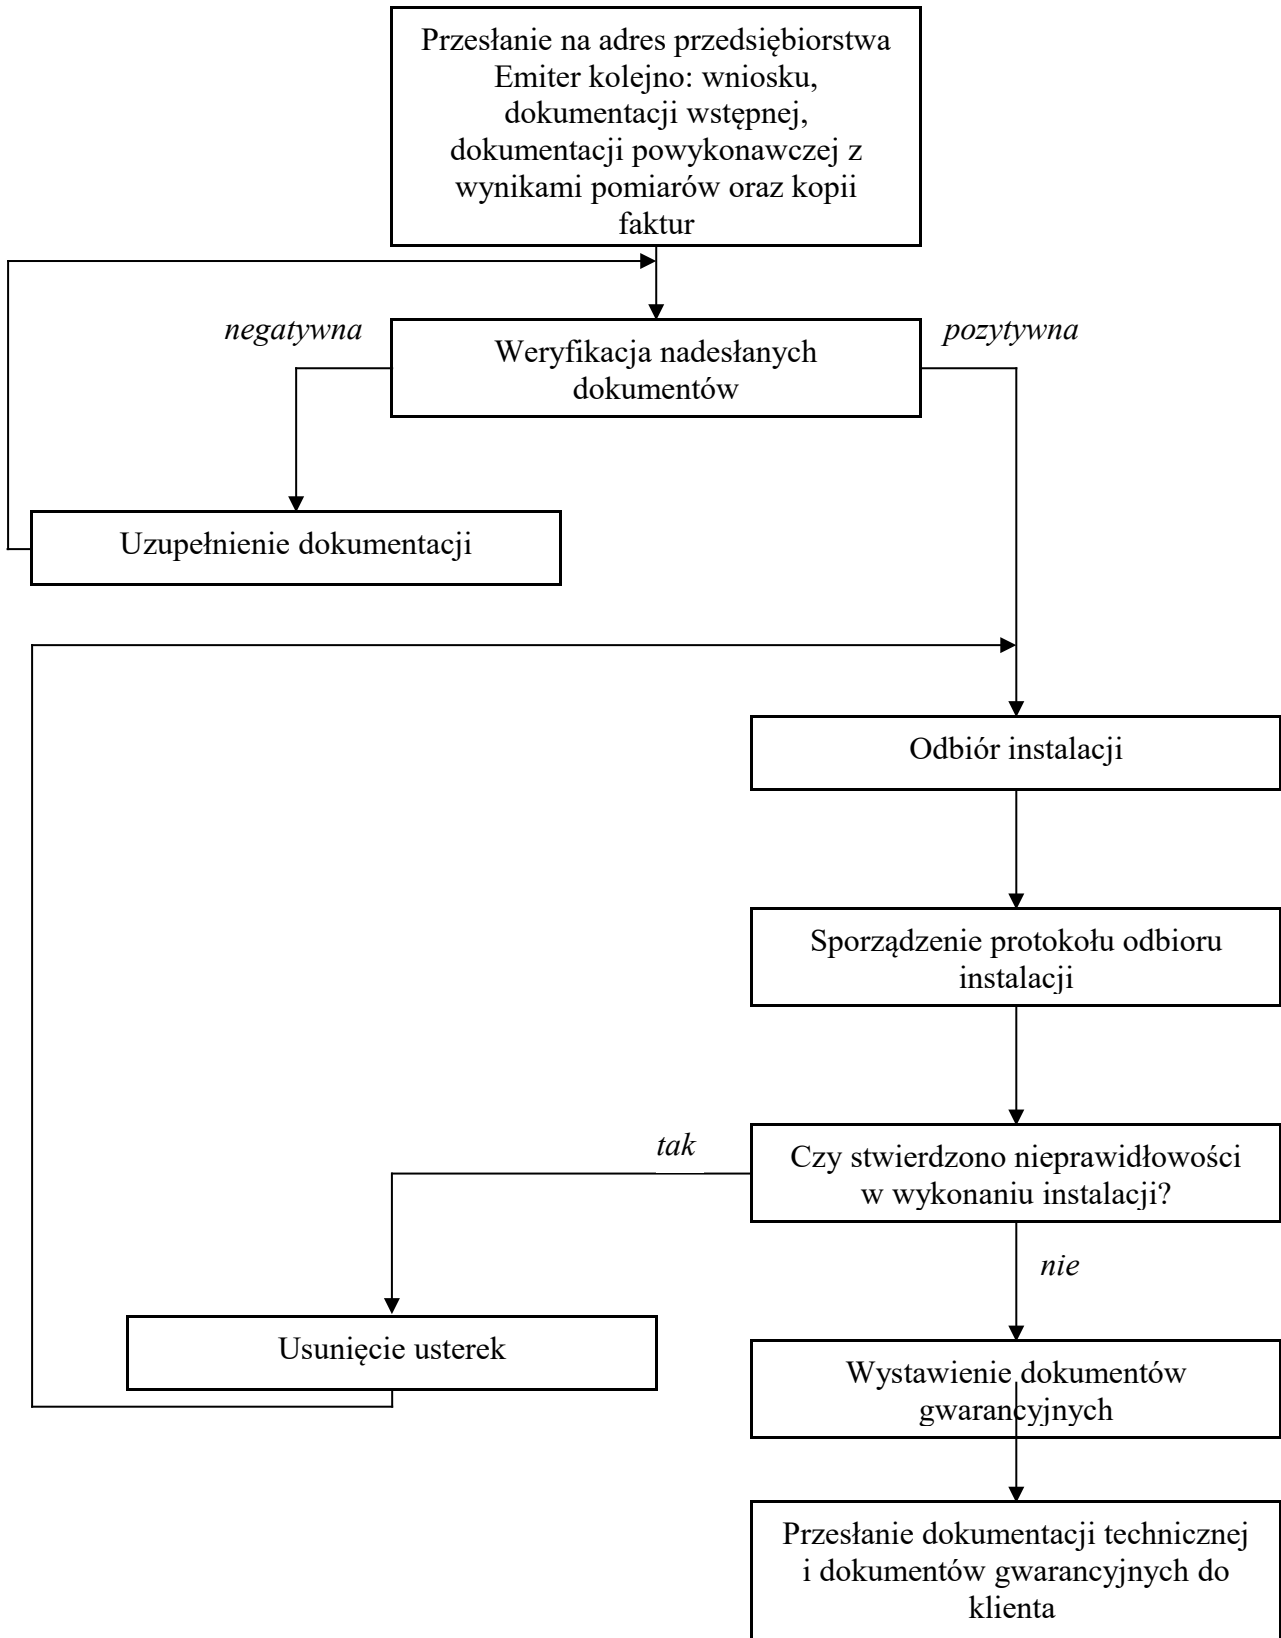 Przesłanie na adres przedsiębiorstwa
Emiter kolejno: wniosku,
dokumentacji wstępnej,
dokumentacji powykonawczej z
wynikami pomiarów oraz kopii
faktur
negatywna
pozytywna
Weryfikacja nadesłanych
dokumentów
Uzupełnienie dokumentacji
Odbiór instalacji
Sporządzenie protokołu odbioru
instalacji
tak
Czy stwierdzono nieprawidłowości
w wykonaniu instalacji?
nie
Usunięcie usterek
Wystawienie dokumentów
gwarancyjnych
Przesłanie dokumentacji technicznej
i dokumentów gwarancyjnych do
klienta